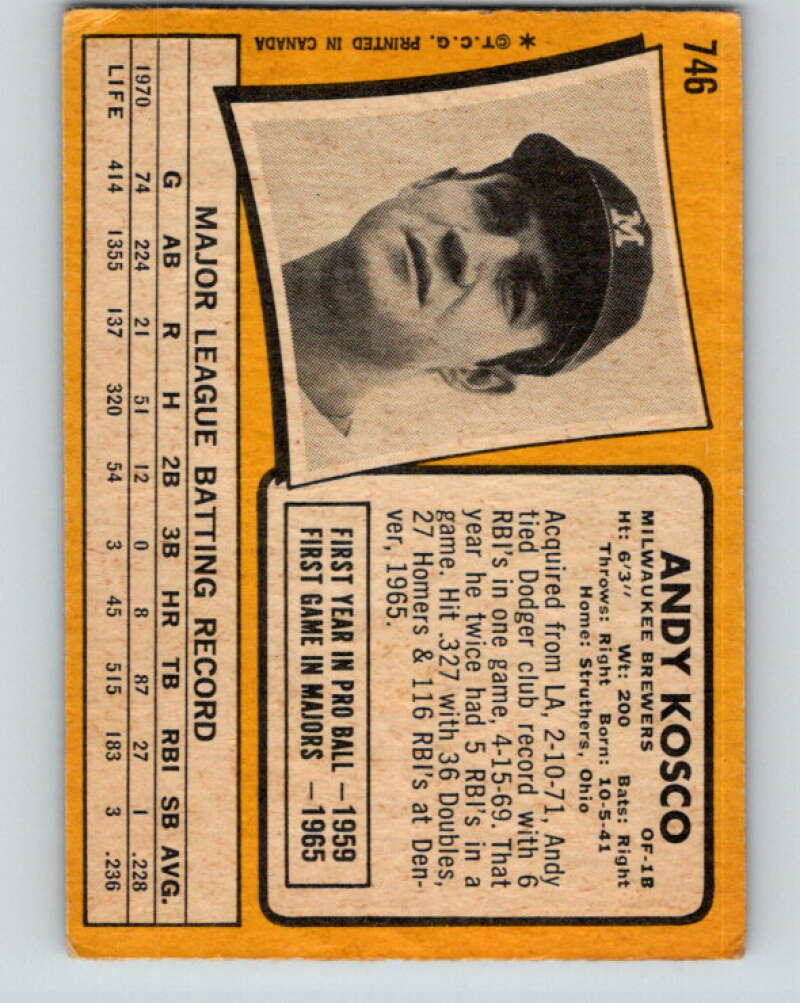 746
M
* ©T.C.G. PRINTED IN CANADA
ANDY KOSCO
MILWAUKEE BREWERS OF-1B
Ht: 6'3" Wt: 200 Bats: Right
Throws: Right Born: 10-5-41
Home: Struthers, Ohio
Acquired from LA, 2-10-71, Andy
tied Dodger club record with 6
RBI's in one game, 4-15-69. That
year he twice had 5 RBI's in a
game. Hit .327 with 36 Doubles,
27 Homers & 116 RBI's at Den-
ver, 1965.
FIRST YEAR IN PRO BALL — 1959
FIRST GAME IN MAJORS — 1965
MAJOR LEAGUE BATTING RECORD
G AB R H 2B 3B HR TB RBI SB AVG.
1970 74 224 21 51 12 0 8 87 27 1 .228
LIFE 414 1355 137 320 54 3 45 515 183 3 .236